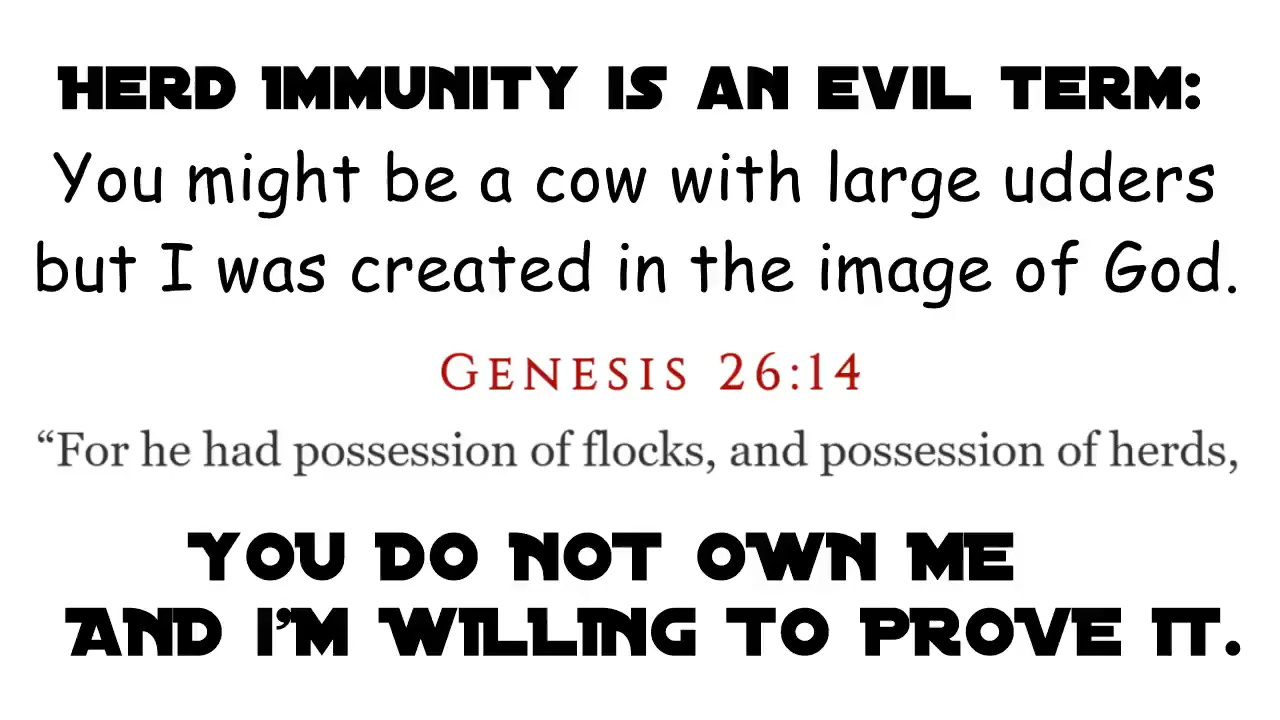 Herd Immunity is an evil term:
You might be a cow with large udders
but I was created in the image of God.
Genesis 26:14
“For he had possession of flocks, and possession of herds,
You do not own me
and I'm willing to prove it.